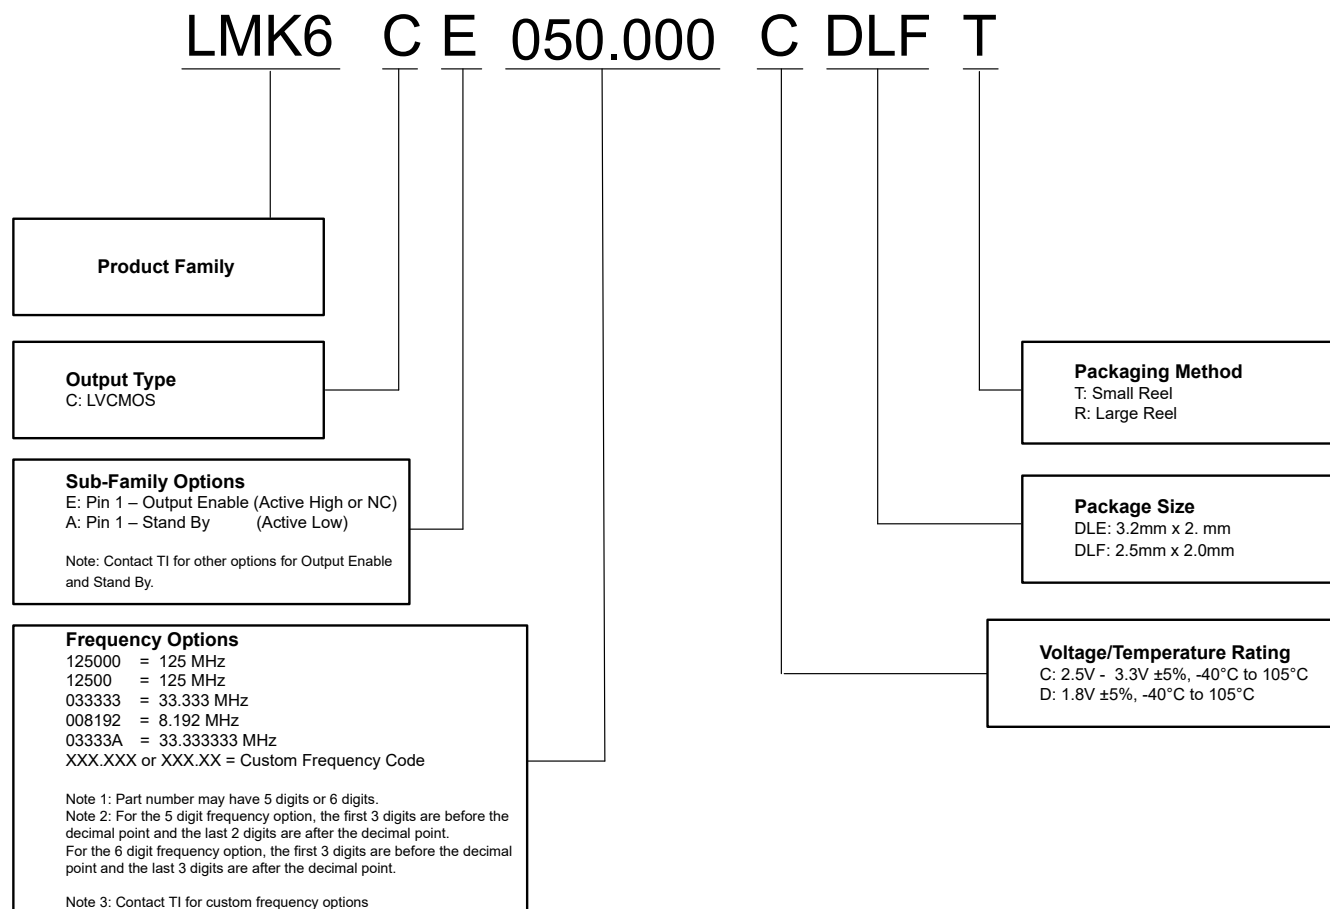 LMK6 C E 050.000 C DLF T
Product Family
Output Type
C: LVCMOS
Sub-Family Options
E: Pin 1 – Output Enable (Active High or NC)
A: Pin 1 – Stand By (Active Low)
Note: Contact TI for other options for Output Enable
and Stand By.
Frequency Options
125000 = 125 MHz
12500 = 125 MHz
033333 = 33.333 MHz
008192 = 8.192 MHz
03333A = 33.333333 MHz
XXX.XXX or XXX.XX = Custom Frequency Code
Note 1: Part number may have 5 digits or 6 digits.
Note 2: For the 5 digit frequency option, the first 3 digits are before the
decimal point and the last 2 digits are after the decimal point.
For the 6 digit frequency option, the first 3 digits are before the decimal
point and the last 3 digits are after the decimal point.
Note 3: Contact TI for custom frequency options
Packaging Method
T: Small Reel
R: Large Reel
Package Size
DLE: 3.2mm x 2. mm
DLF: 2.5mm x 2.0mm
Voltage/Temperature Rating
C: 2.5V - 3.3V ±5%, -40°C to 105°C
D: 1.8V ±5%, -40°C to 105°C